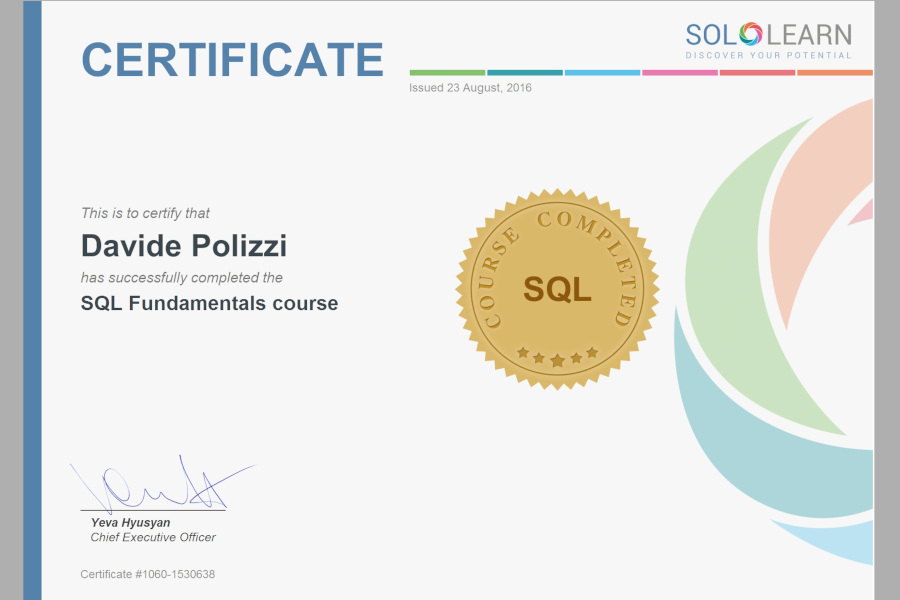 CERTIFICATE
SOLOLEARN
DISCOVER YOUR POTENTIAL
Issued 23 August, 2016
This is to certify that
Davide Polizzi
has successfully completed the
SQL Fundamentals course
COURSE COMPLETED
SQL
Yeva Hyusyan
Chief Executive Officer
Certificate #1060-1530638